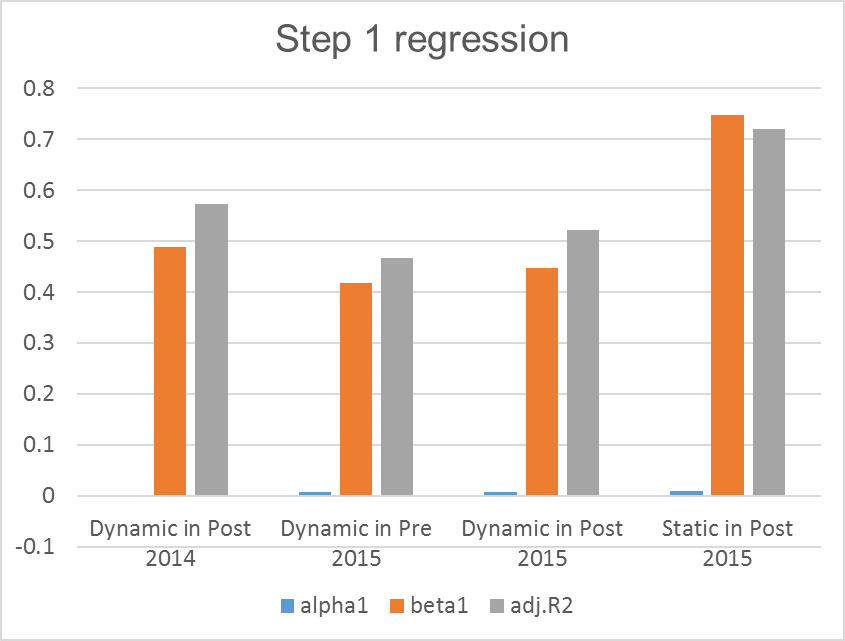 Step 1 regression
0.8
0.7
0.6
0.5
0.4
0.3
0.2
0.1
0
-0.1
Dynamic in Post 2014
Dynamic in Pre 2015
Dynamic in Post 2015
Static in Post 2015
alpha1 beta1 adj.R2